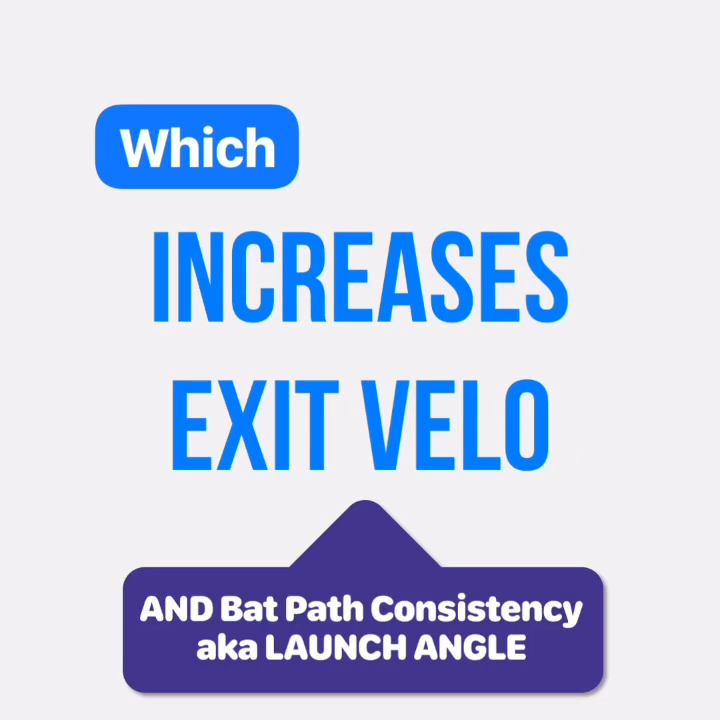 Which
INCREASES
EXIT VELO
AND Bat Path Consistency
aka LAUNCH ANGLE